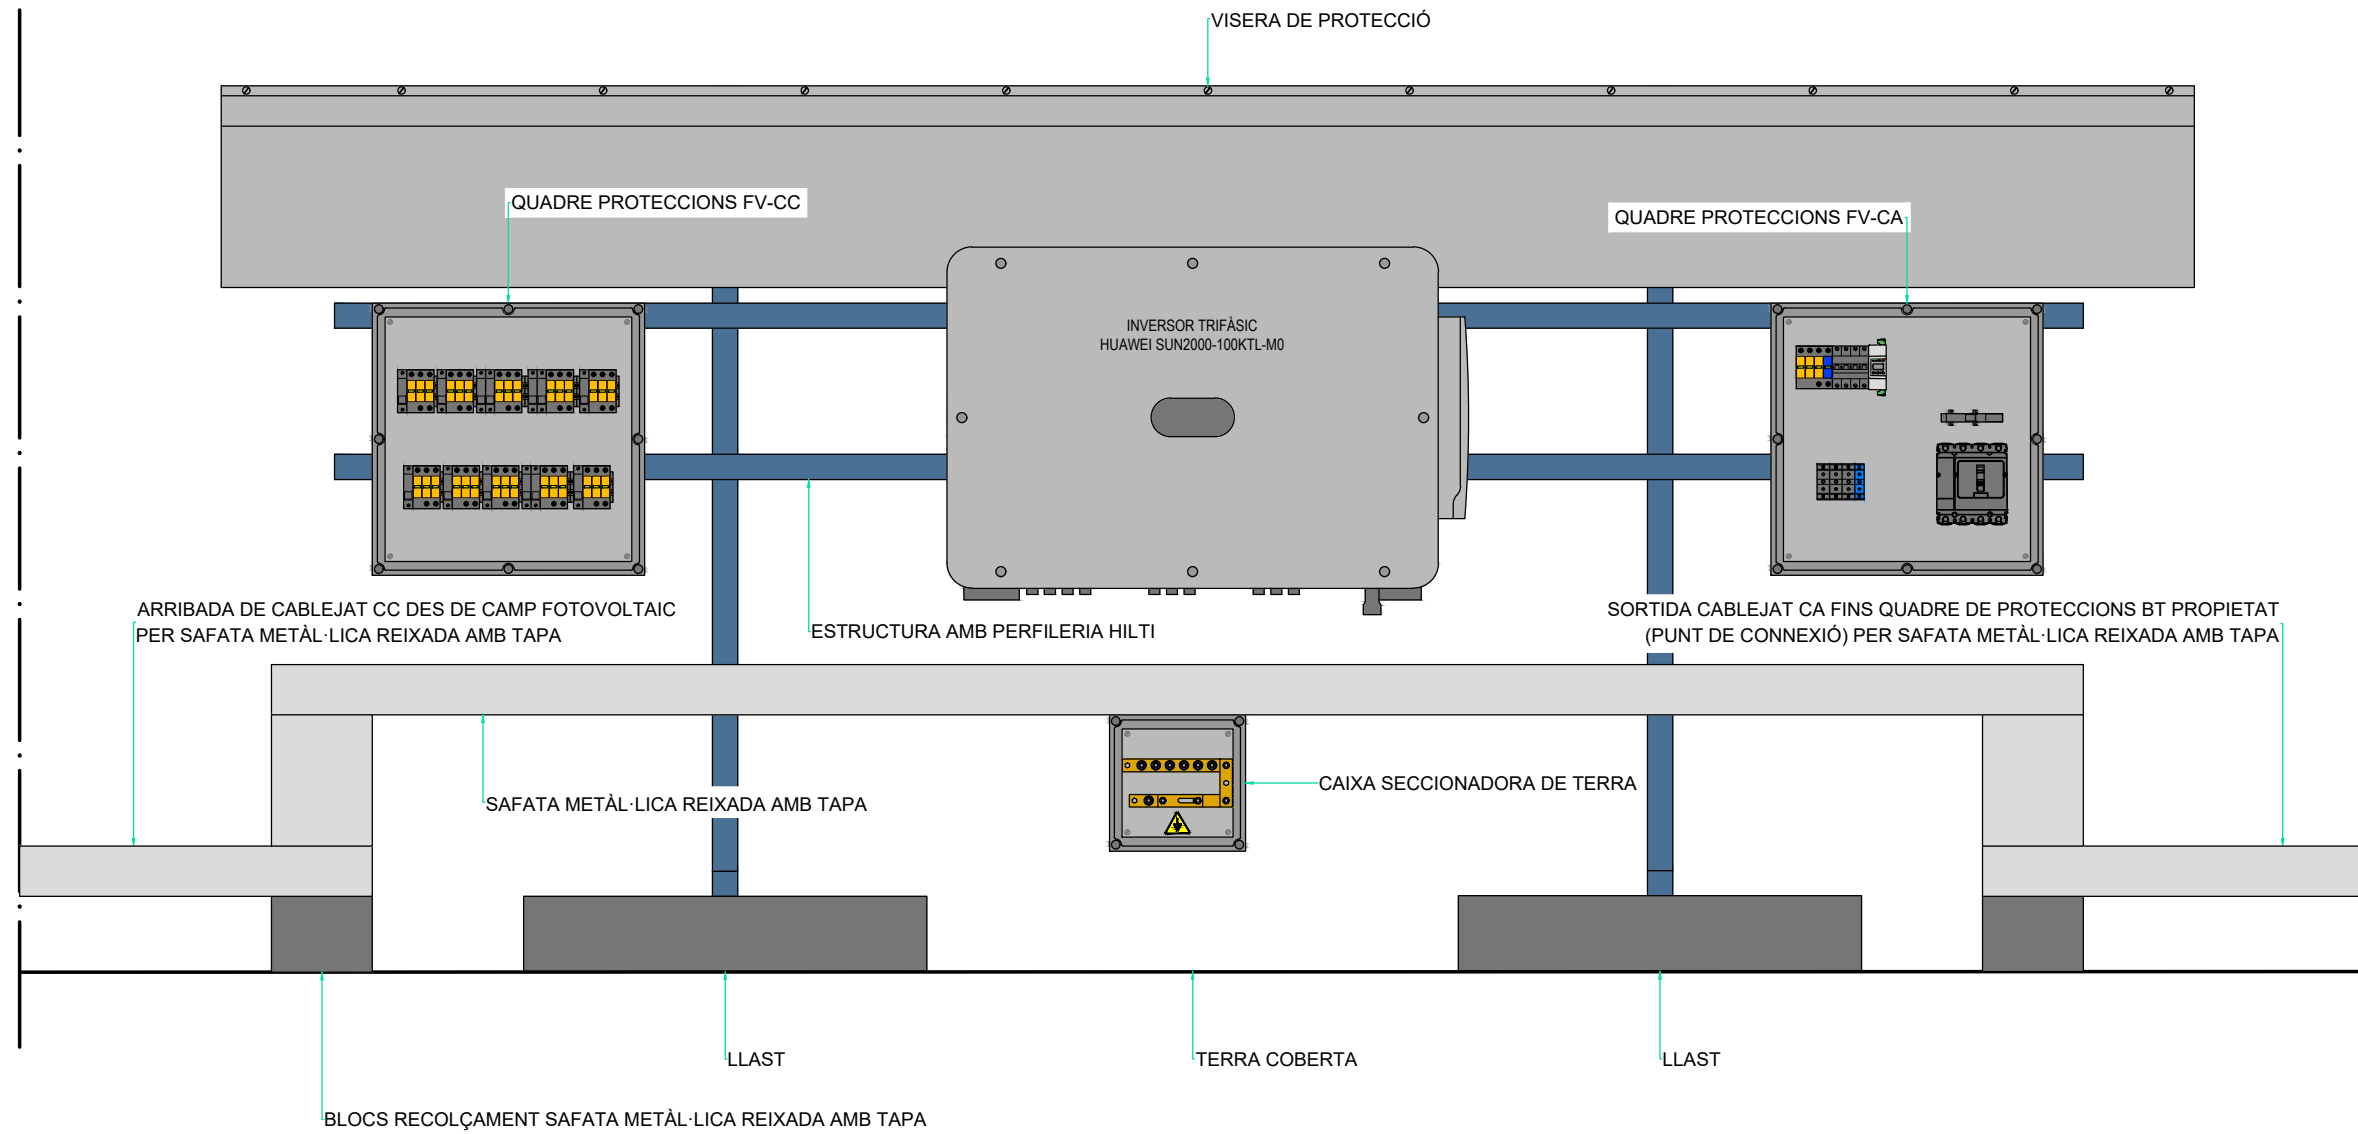 VISERA DE PROTECCIÓ
QUADRE PROTECCIONS FV-CC
QUADRE PROTECCIONS FV-CA
INVERSOR TRIFÀSIC
HUAWEI SUN2000-100KTL-M0
ARRIBADA DE CABLEJAT CC DES DE CAMP FOTOVOLTAIC
PER SAFATA METÀL·LICA REIXADA AMB TAPA
ESTRUCTURA AMB PERFILERIA HILTI
SORTIDA CABLEJAT CA FINS QUADRE DE PROTECCIONS BT PROPIETAT
(PUNT DE CONNEXIÓ) PER SAFATA METÀL·LICA REIXADA AMB TAPA
SAFATA METÀL·LICA REIXADA AMB TAPA
CAIXA SECCIONADORA DE TERRA
LLAST
TERRA COBERTA
LLAST
BLOCS RECOLÇAMENT SAFATA METÀL·LICA REIXADA AMB TAPA